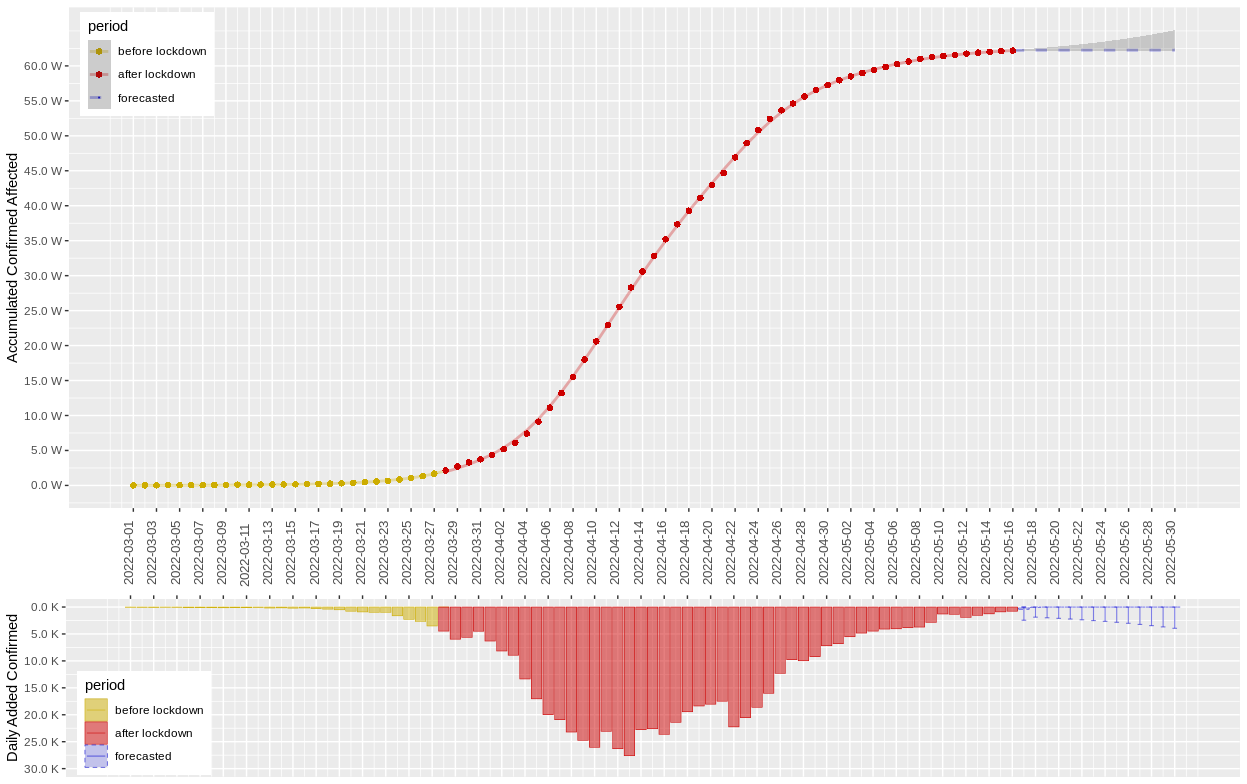 period
before lockdown
after lockdown
forecasted
Accumulated Confirmed Affected
60.0 W
55.0 W
50.0 W
45.0 W
40.0 W
35.0 W
30.0 W
25.0 W
20.0 W
15.0 W
10.0 W
5.0 W
0.0 W
2022-03-01
2022-03-03
2022-03-05
2022-03-07
2022-03-09
2022-03-11
2022-03-13
2022-03-15
2022-03-17
2022-03-19
2022-03-21
2022-03-23
2022-03-25
2022-03-27
2022-03-29
2022-03-31
2022-04-02
2022-04-04
2022-04-06
2022-04-08
2022-04-10
2022-04-12
2022-04-14
2022-04-16
2022-04-18
2022-04-20
2022-04-22
2022-04-24
2022-04-26
2022-04-28
2022-04-30
2022-05-02
2022-05-04
2022-05-06
2022-05-08
2022-05-10
2022-05-12
2022-05-14
2022-05-16
2022-05-18
2022-05-20
2022-05-22
2022-05-24
2022-05-26
2022-05-28
2022-05-30
Daily Added Confirmed
0.0 K
5.0 K
10.0 K
15.0 K
20.0 K
25.0 K
30.0 K
period
before lockdown
after lockdown
forecasted